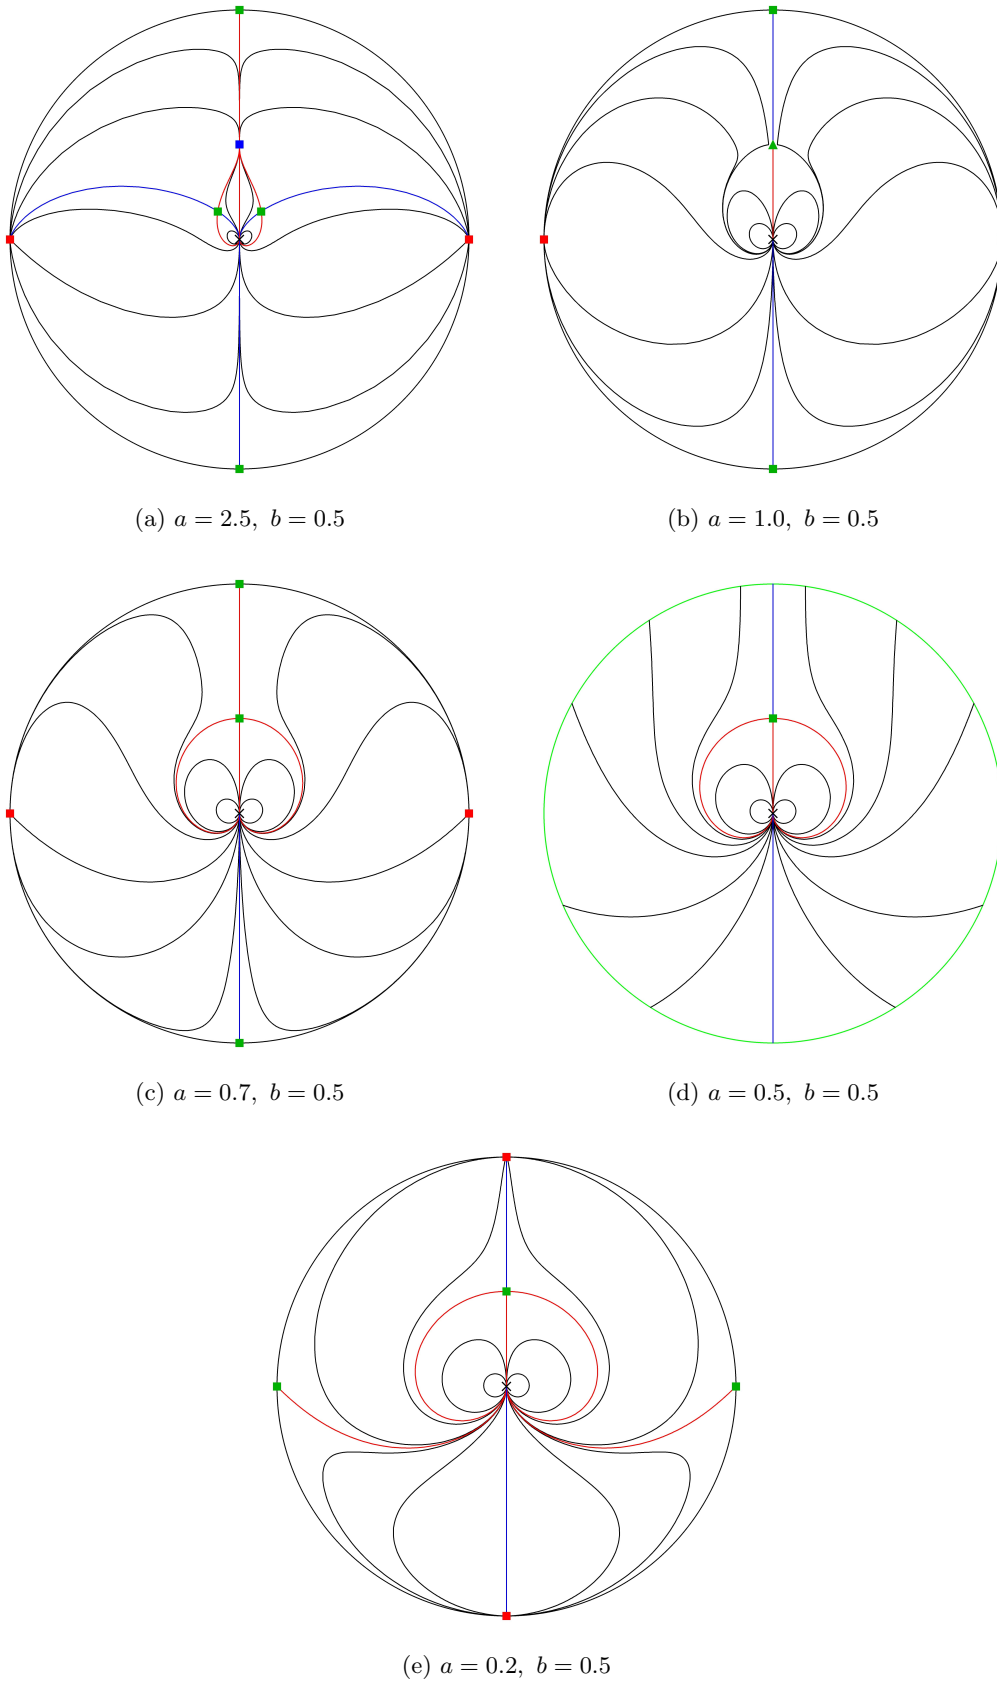 (a) a = 2.5, b = 0.5
(b) a = 1.0, b = 0.5
(c) a = 0.7, b = 0.5
(d) a = 0.5, b = 0.5
(e) a = 0.2, b = 0.5